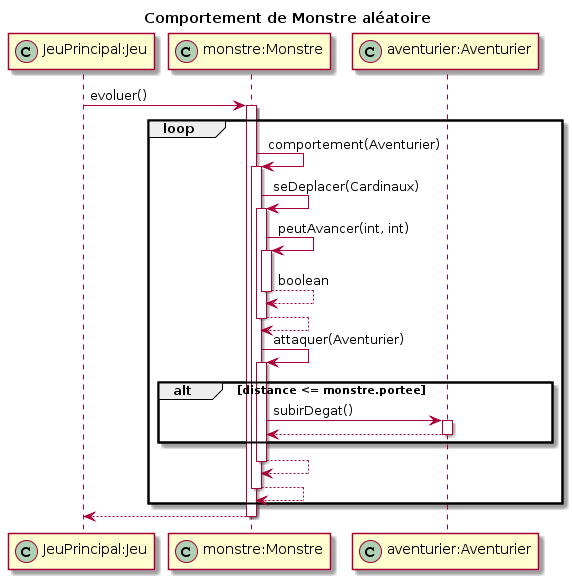 Comportement de Monstre aléatoire
C JeuPrincipal:Jeu
C monstre:Monstre
C aventurier:Aventurier
evoluer()
loop
comportement(Aventurier)
seDeplacer(Cardinaux)
peutAvancer(int, int)
boolean
attaquer(Aventurier)
alt [distance <= monstre.portee]
subirDegat()
C JeuPrincipal:Jeu
C monstre:Monstre
C aventurier:Aventurier